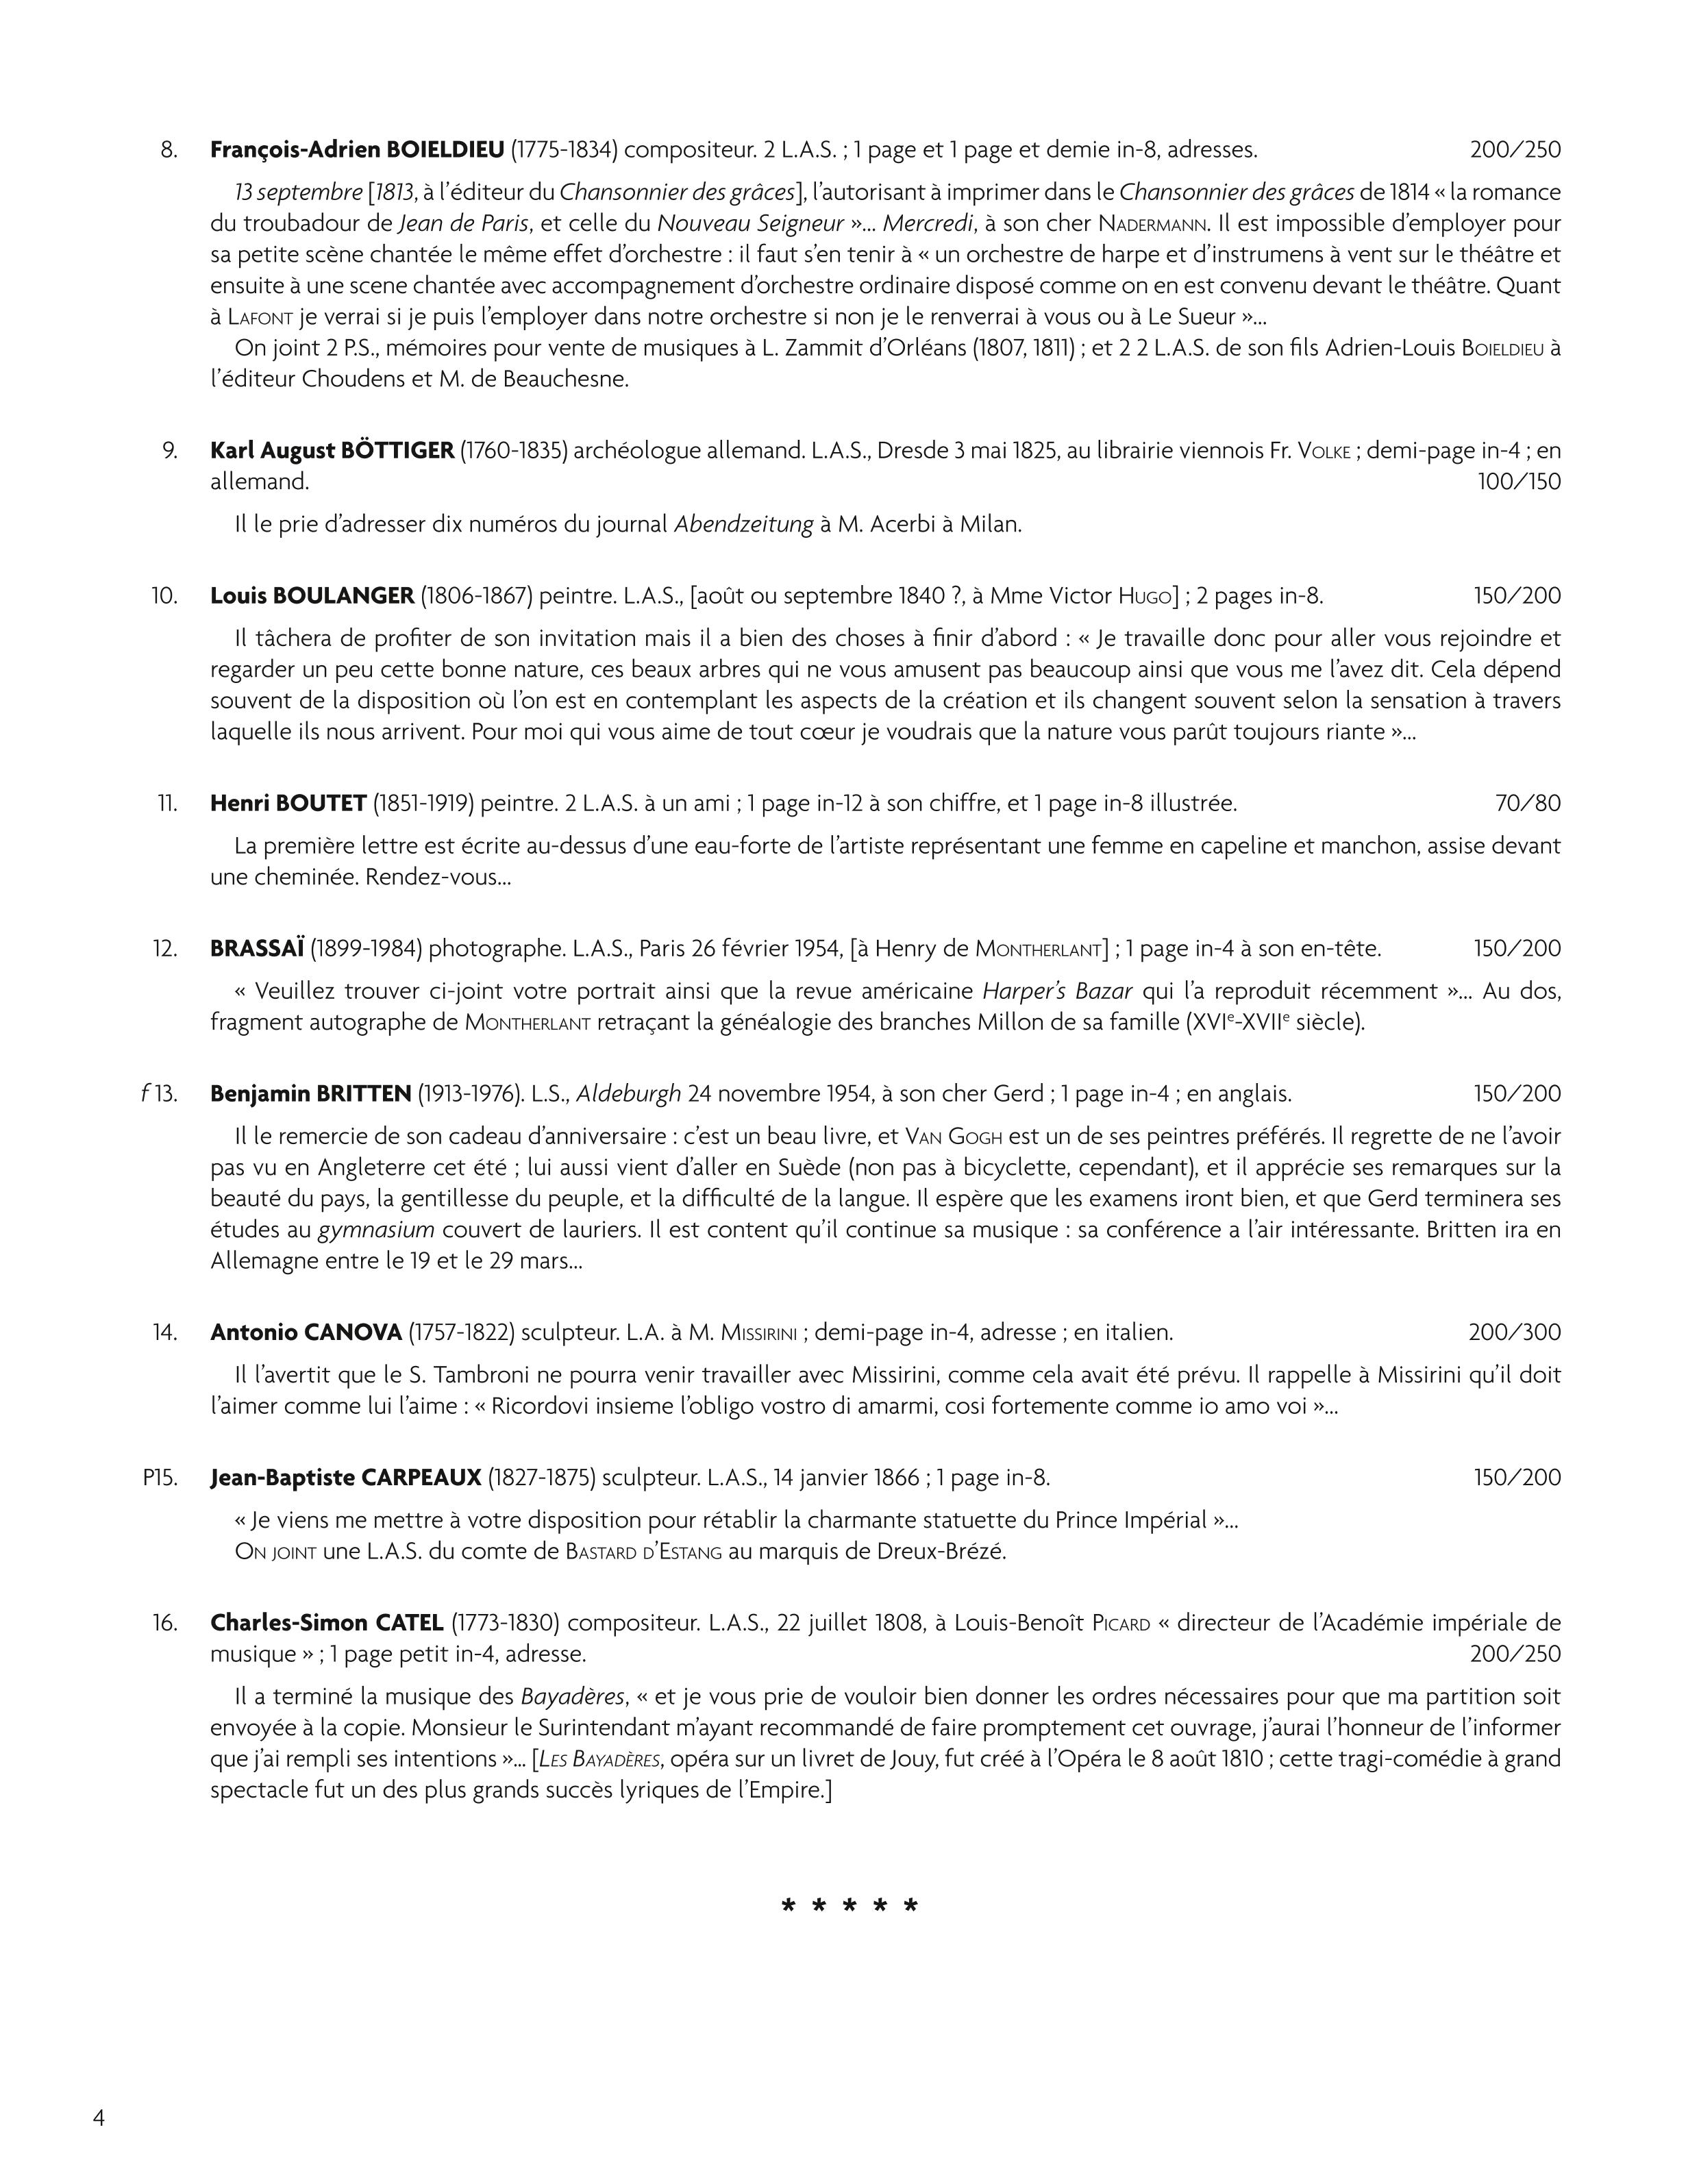 8. François-Adrien BOIELDIEU (1775-1834) compositeur. 2 L.A.S. ; 1 page et 1 page et demie in-8, adresses. 200/250
13 septembre [1813, à l’éditeur du Chansonnier des grâces], l’autorisant à imprimer dans le Chansonnier des grâces de 1814 « la romance
du troubadour de Jean de Paris, et celle du Nouveau Seigneur »... Mercredi, à son cher NADERMANN. Il est impossible d’employer pour
sa petite scène chantée le même effet d’orchestre : il faut s’en tenir à « un orchestre de harpe et d’instrumens à vent sur le théâtre et
ensuite à une scene chantée avec accompagnement d’orchestre ordinaire disposé comme on en est convenu devant le théâtre. Quant
à LAFONT je verrai si je puis l’employer dans notre orchestre si non je le renverrai à vous ou à Le Sueur »...
On joint 2 P.S., mémoires pour vente de musiques à L. Zammit d’Orléans (1807, 1811) ; et 2 2 L.A.S. de son fils Adrien-Louis BOIELDIEU à
l’éditeur Choudens et M. de Beauchesne.
9. Karl August BÖTTIGER (1760-1835) archéologue allemand. L.A.S., Dresde 3 mai 1825, au librairie viennois Fr. VOLKE ; demi-page in-4 ; en
allemand. 100/150
Il le prie d’adresser dix numéros du journal Abendzeitung à M. Acerbi à Milan.
10. Louis BOULANGER (1806-1867) peintre. L.A.S., [août ou septembre 1840 ?, à Mme Victor HUGO] ; 2 pages in-8. 150/200
Il tâchera de profiter de son invitation mais il a bien des choses à finir d’abord : « Je travaille donc pour aller vous rejoindre et
regarder un peu cette bonne nature, ces beaux arbres qui ne vous amusent pas beaucoup ainsi que vous me l’avez dit. Cela dépend
souvent de la disposition où l’on est en contemplant les aspects de la création et ils changent souvent selon la sensation à travers
laquelle ils nous arrivent. Pour moi qui vous aime de tout cœur je voudrais que la nature vous parût toujours riante »...
11. Henri BOUTET (1851-1919) peintre. 2 L.A.S. à un ami ; 1 page in-12 à son chiffre, et 1 page in-8 illustrée. 70/80
La première lettre est écrite au-dessus d’une eau-forte de l’artiste représentant une femme en capeline et manchon, assise devant
une cheminée. Rendez-vous...
12. BRASSAÏ (1899-1984) photographe. L.A.S., Paris 26 février 1954, [à Henry de MONTHERLANT] ; 1 page in-4 à son en-tête. 150/200
« Veuillez trouver ci-joint votre portrait ainsi que la revue américaine Harper’s Bazar qui l’a reproduit récemment »... Au dos,
fragment autographe de MONTHERLANT retraçant la généalogie des branches Millon de sa famille (XVIe-XVIIe siècle).
f 13. Benjamin BRITTEN (1913-1976). L.S., Aldeburgh 24 novembre 1954, à son cher Gerd ; 1 page in-4 ; en anglais. 150/200
Il le remercie de son cadeau d’anniversaire : c’est un beau livre, et VAN GOGH est un de ses peintres préférés. Il regrette de ne l’avoir
pas vu en Angleterre cet été ; lui aussi vient d’aller en Suède (non pas à bicyclette, cependant), et il apprécie ses remarques sur la
beauté du pays, la gentillesse du peuple, et la difficulté de la langue. Il espère que les examens iront bien, et que Gerd terminera ses
études au gymnasium couvert de lauriers. Il est content qu’il continue sa musique : sa conférence a l’air intéressante. Britten ira en
Allemagne entre le 19 et le 29 mars...
14. Antonio CANOVA (1757-1822) sculpteur. L.A. à M. MISSIRINI ; demi-page in-4, adresse ; en italien. 200/300
Il l’avertit que le S. Tambroni ne pourra venir travailler avec Missirini, comme cela avait été prévu. Il rappelle à Missirini qu’il doit
l’aimer comme lui l’aime : « Ricordovi insieme l’obligo vostro di amarmi, cosi fortemente comme io amo voi »...
P15. Jean-Baptiste CARPEAUX (1827-1875) sculpteur. L.A.S., 14 janvier 1866 ; 1 page in-8. 150/200
« Je viens me mettre à votre disposition pour rétablir la charmante statuette du Prince Impérial »...
ON JOINT une L.A.S. du comte de BASTARD D’ESTANG au marquis de Dreux-Brézé.
16. Charles-Simon CATEL (1773-1830) compositeur. L.A.S., 22 juillet 1808, à Louis-Benoît PICARD « directeur de l’Académie impériale de
musique » ; 1 page petit in-4, adresse. 200/250
Il a terminé la musique des Bayadères, « et je vous prie de vouloir bien donner les ordres nécessaires pour que ma partition soit
envoyée à la copie. Monsieur le Surintendant m’ayant recommandé de faire promptement cet ouvrage, j’aurai l’honneur de l’informer
que j’ai rempli ses intentions »... [LES BAYADÈRES, opéra sur un livret de Jouy, fut créé à l’Opéra le 8 août 1810 ; cette tragi-comédie à grand
spectacle fut un des plus grands succès lyriques de l’Empire.]
* * * * *
4